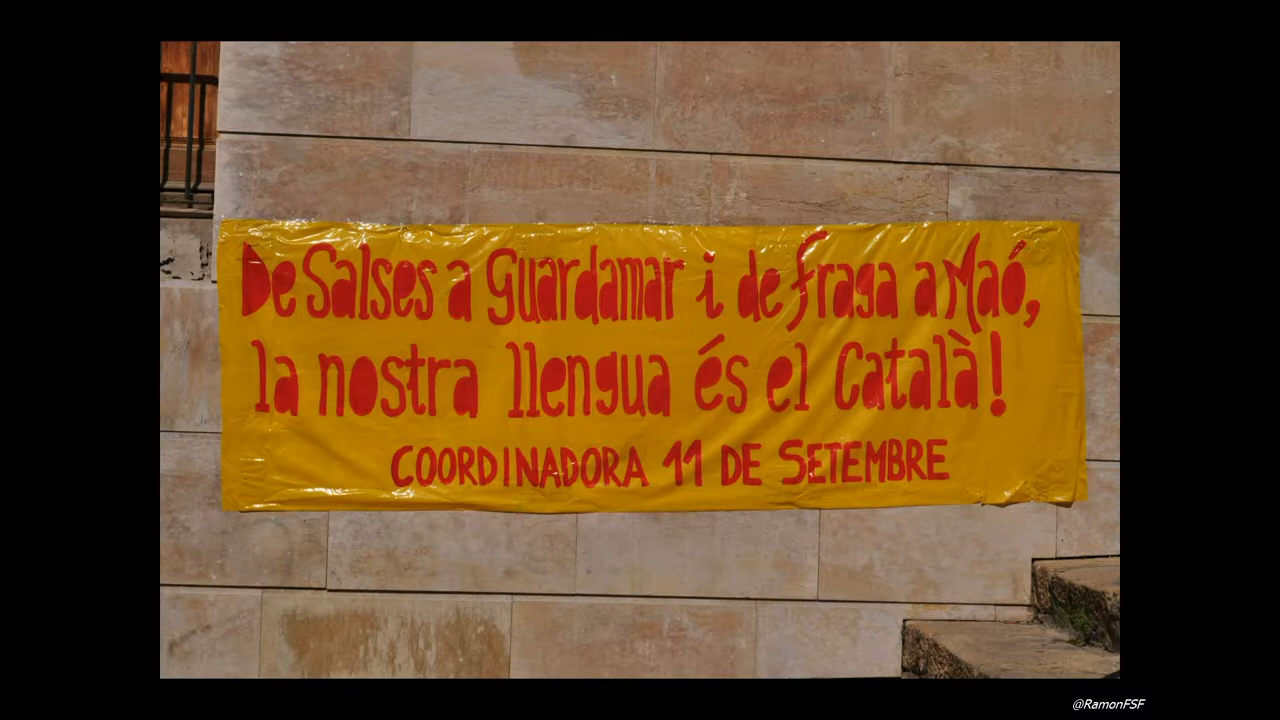 De Salses a Guardamar i de fraga a Maó,
la nostra llengua és el Català!
COORDINADORA 11 DE SETEMBRE
@RamonFSF